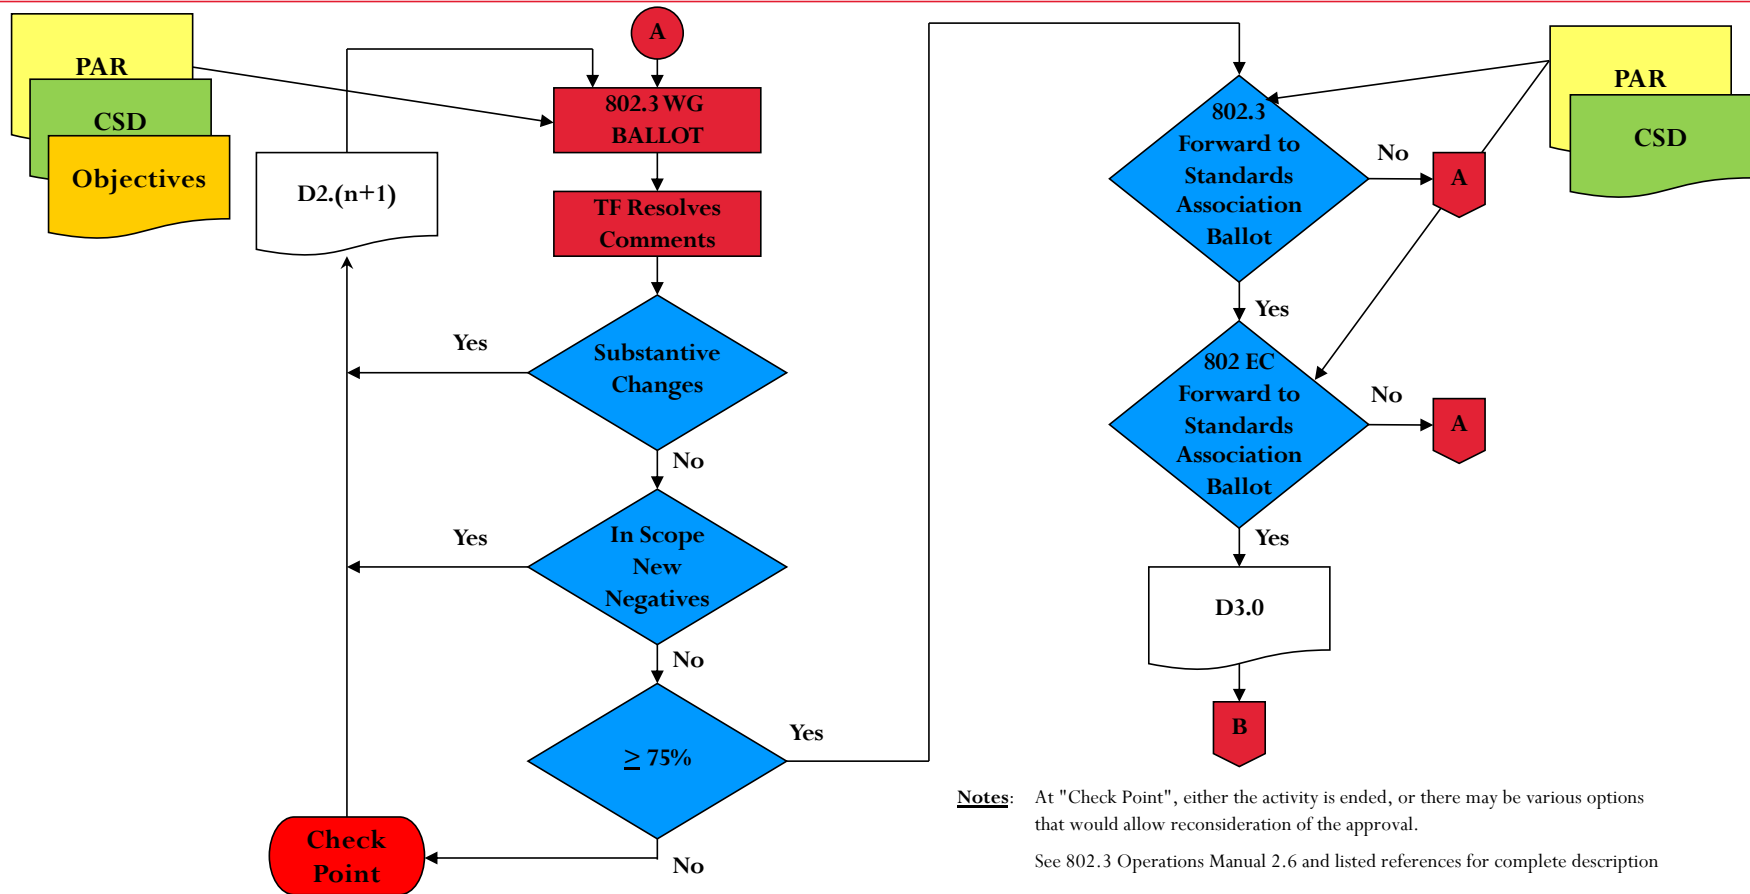 PAR
CSD
Objectives
D2.(n+1)
A
802.3 WG
BALLOT
TF Resolves
Comments
Substantive
Changes
Yes
No
In Scope
New
Negatives
Yes
No
≥ 75%
Yes
No
Check
Point
802.3
Forward to
Standards
Association
Ballot
No
A
Yes
802 EC
Forward to
Standards
Association
Ballot
No
A
Yes
D3.0
B
PAR
CSD
Notes: At "Check Point", either the activity is ended, or there may be various options
that would allow reconsideration of the approval.
See 802.3 Operations Manual 2.6 and listed references for complete description